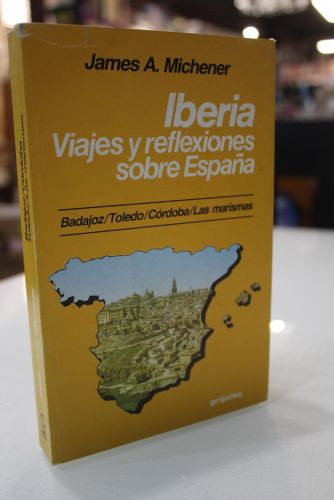 James A. Michener
Iberia
Viajes y reflexiones
sobre España
Badajoz/Toledo/Córdoba/Las marismas
grijalbo